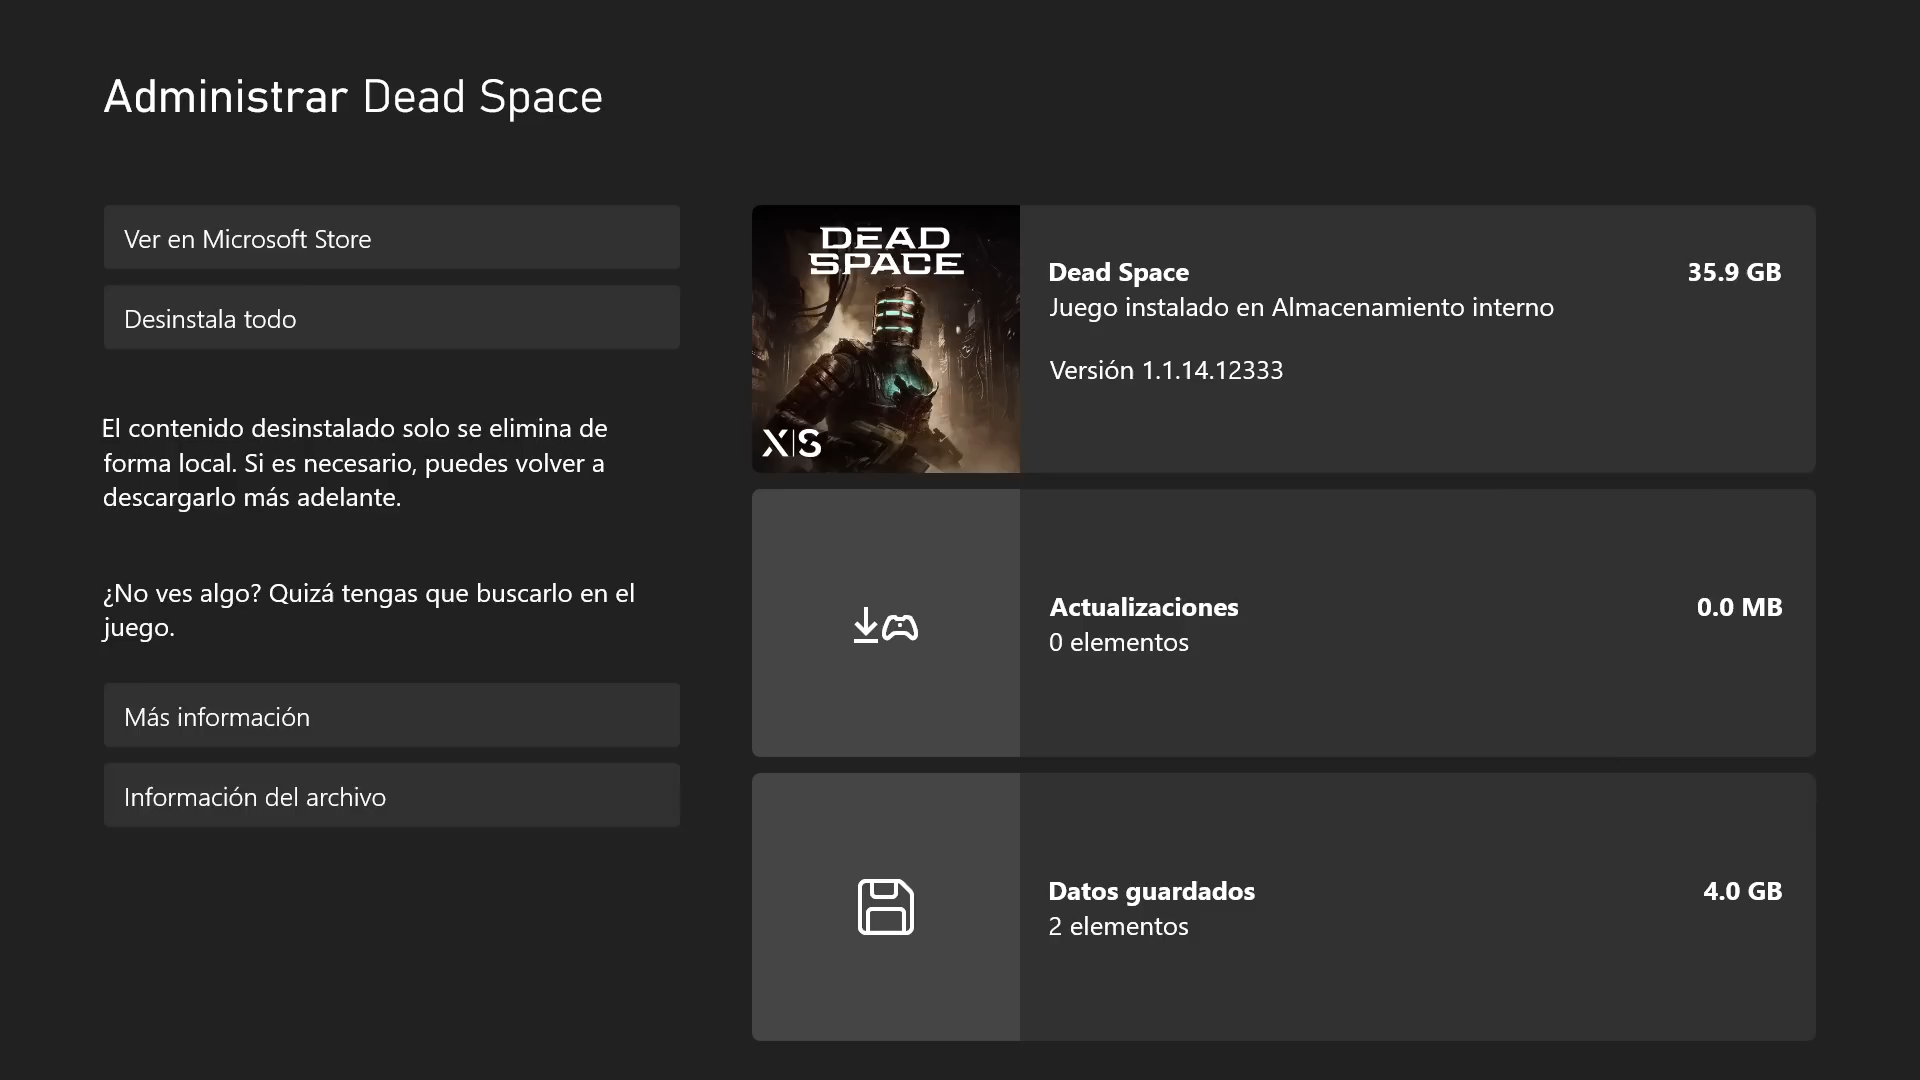 Administrar Dead Space
Ver en Microsoft Store
Desinstala todo
El contenido desinstalado solo se elimina de
forma local. Si es necesario, puedes volver a
descargarlo más adelante.
¿No ves algo? Quizá tengas que buscarlo en el
juego.
Más información
Información del archivo
DEAD
SPACE
X|S
Dead Space
35.9 GB
Juego instalado en Almacenamiento interno
Versión 1.1.14.12333
Actualizaciones
0.0 MB
0 elementos
Datos guardados
4.0 GB
2 elementos